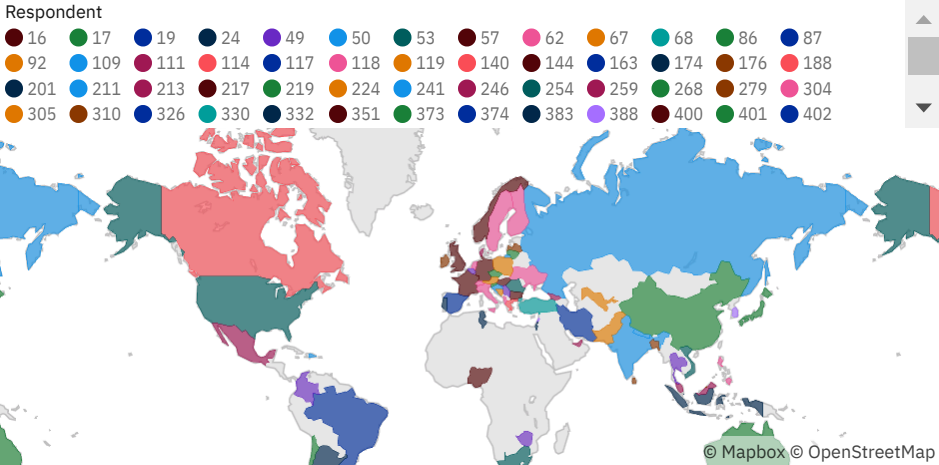 Respondent
16 17 19 24 49 50 53 57 62 67 68 86 87
92 109 111 114 117 118 119 140 144 163 174 176 188
201 211 213 217 219 224 241 246 254 259 268 279 304
305 310 326 330 332 351 373 374 383 388 400 401 402
© Mapbox © OpenStreetMap